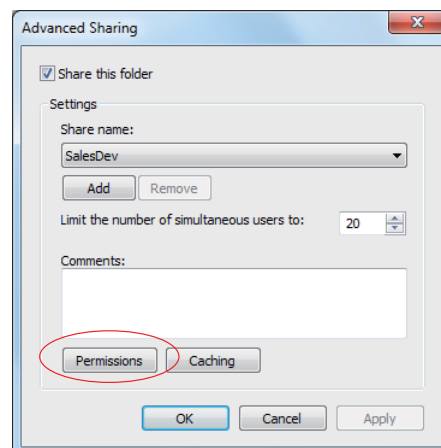 Advanced Sharing
Share this folder
Settings
Share name:
SalesDev
Add Remove
Limit the number of simultaneous users to: 20
Comments:
Permissions Caching
OK Cancel Apply